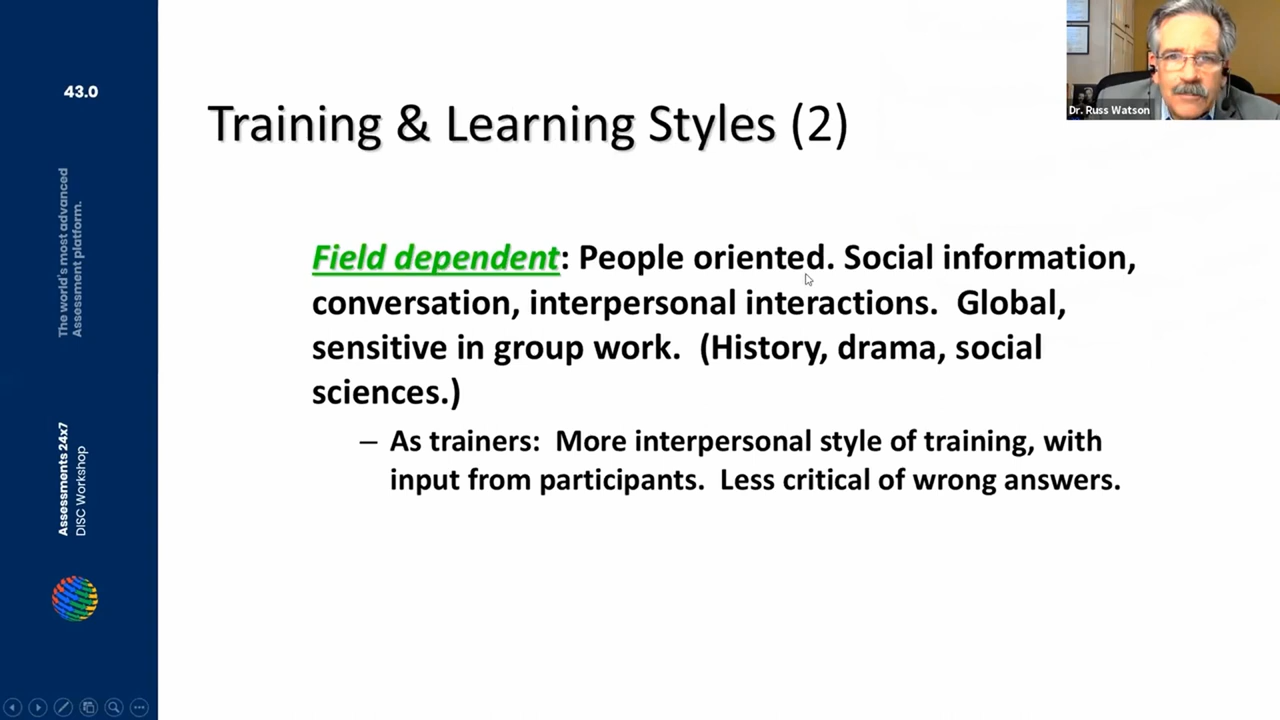 43.0
The world's most advanced
Assessment platform.
Assessments 24x7
DISC Workshop
Training & Learning Styles (2)
Field dependent: People oriented. Social information,
conversation, interpersonal interactions.  Global,
sensitive in group work.  (History, drama, social
sciences.)
– As trainers:  More interpersonal style of training, with
input from participants.  Less critical of wrong answers.
Dr. Russ Watson